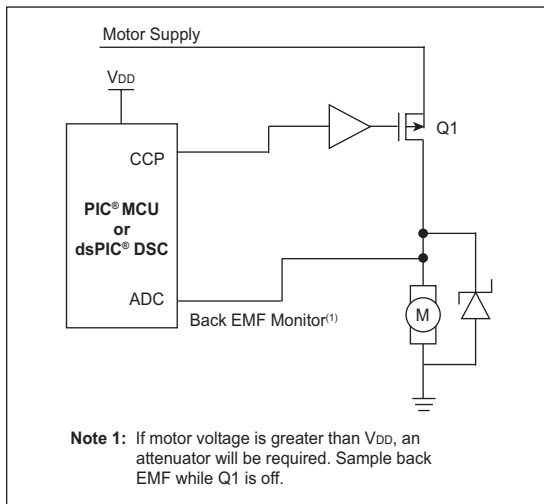 Motor Supply
VDD
CCP
Q1
PIC® MCU
or
dsPIC® DSC
ADC
Back EMF Monitor(1)
M
Note 1: If motor voltage is greater than VDD, an
attenuator will be required. Sample back
EMF while Q1 is off.